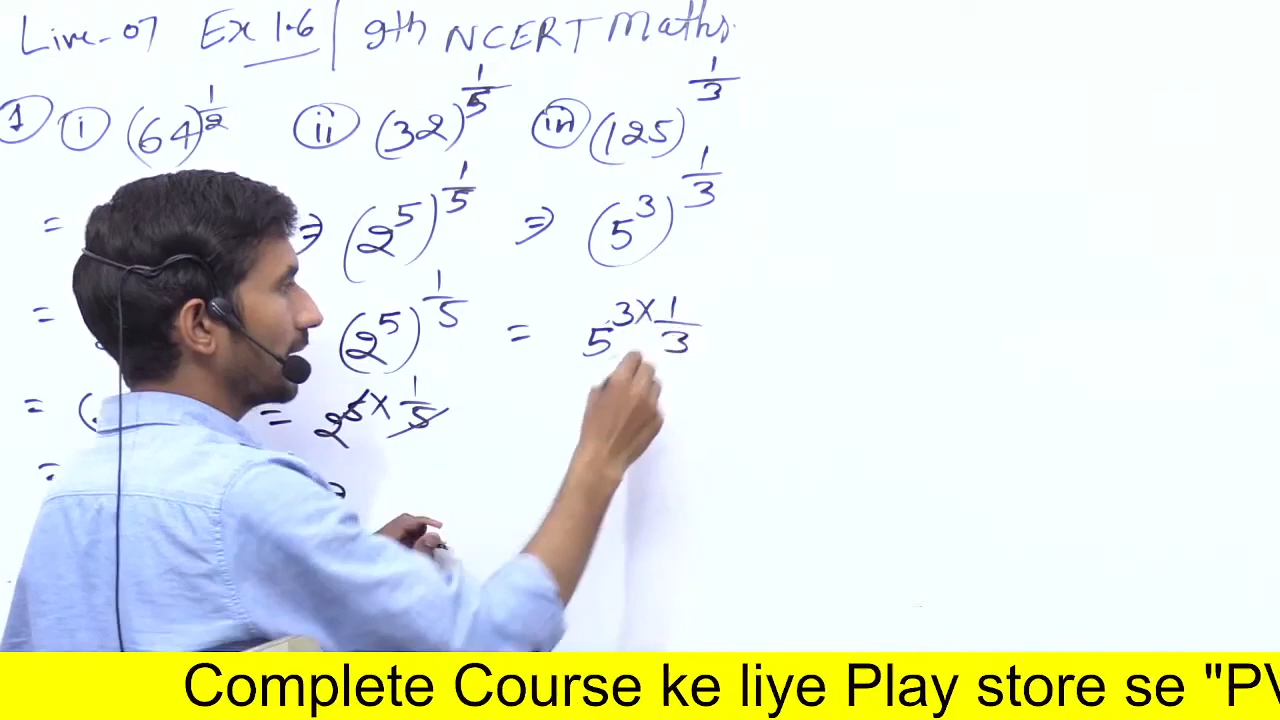 Live-07 Ex 1.6 | 9th NCERT Maths.
1 i (64)^1/2 ii (32)^1/5 iii (125)^1/3
= ⇒ (2^5)^1/5 ⇒ (5^3)^1/3
= (2^5)^1/5 = 5^3×1/3
= ( = 2^5×1/5
=
Complete Course ke liye Play store se "PV